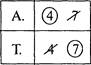 A. ④ 7
T. 4 ⑦